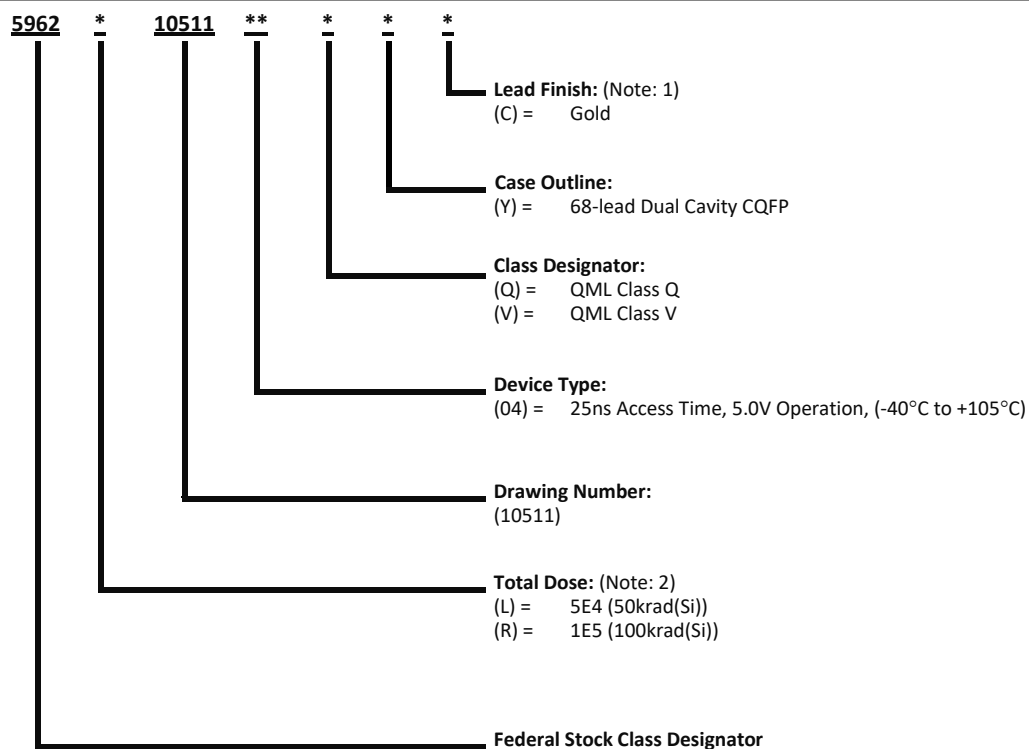 5962 * 10511 ** * * *
Lead Finish: (Note: 1)
(C) = Gold
Case Outline:
(Y) = 68-lead Dual Cavity CQFP
Class Designator:
(Q) = QML Class Q
(V) = QML Class V
Device Type:
(04) = 25ns Access Time, 5.0V Operation, (-40°C to +105°C)
Drawing Number:
(10511)
Total Dose: (Note: 2)
(L) = 5E4 (50krad(Si))
(R) = 1E5 (100krad(Si))
Federal Stock Class Designator